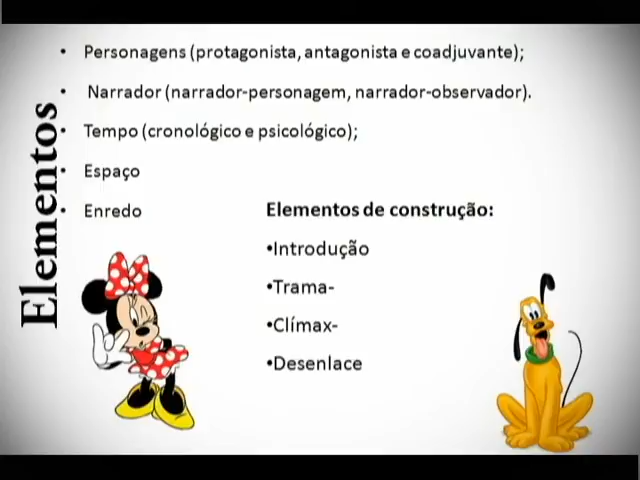 Elementos
• Personagens (protagonista, antagonista e coadjuvante);
• Narrador (narrador-personagem, narrador-observador).
• Tempo (cronológico e psicológico);
• Espaço
• Enredo
Elementos de construção:
•Introdução
•Trama-
•Clímax-
•Desenlace